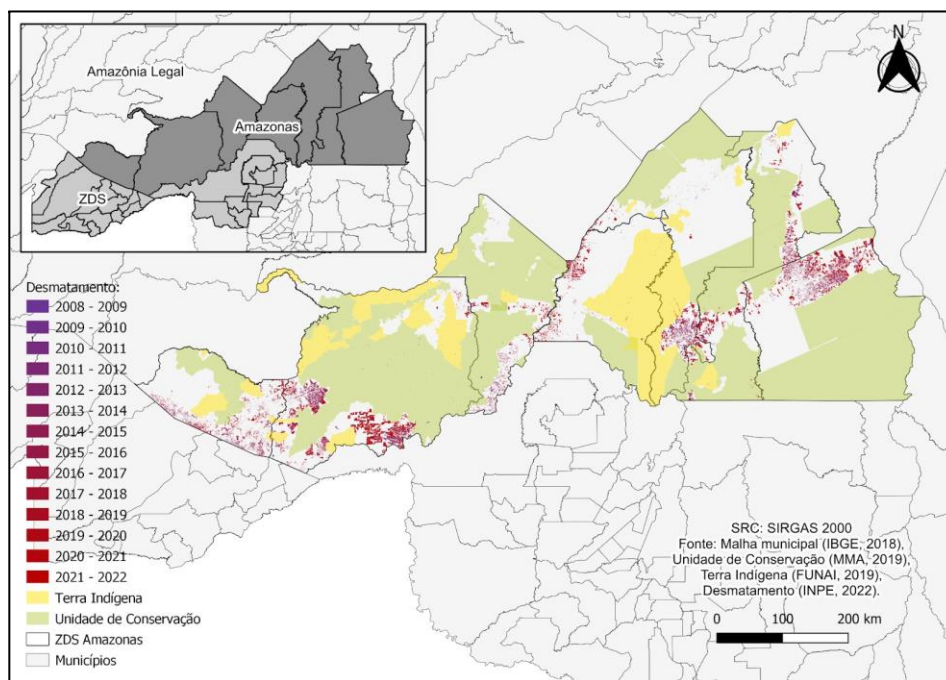 Amazônia Legal
Amazonas
ZDS
N
Desmatamento:
2008 - 2009
2009 - 2010
2010 - 2011
2011 - 2012
2012 - 2013
2013 - 2014
2014 - 2015
2015 - 2016
2016 - 2017
2017 - 2018
2018 - 2019
2019 - 2020
2020 - 2021
2021 - 2022
Terra Indígena
Unidade de Conservação
ZDS Amazonas
Municípios
SRC: SIRGAS 2000
Fonte: Malha municipal (IBGE, 2018),
Unidade de Conservação (MMA, 2019),
Terra Indígena (FUNAI, 2019),
Desmatamento (INPE, 2022).
0 100 200 km